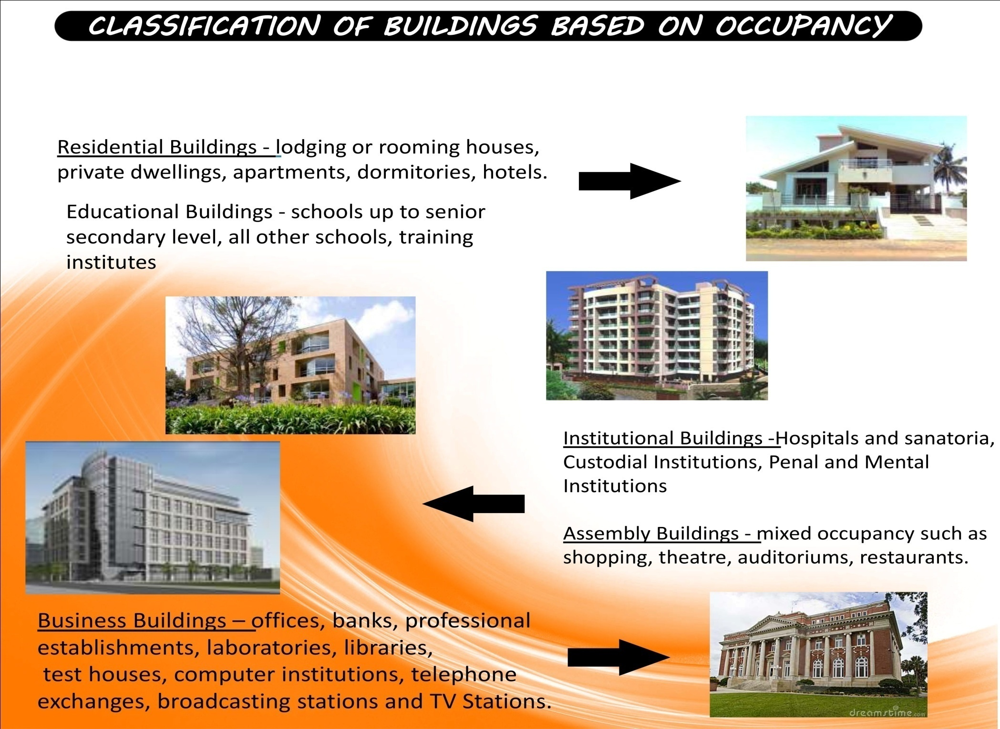 CLASSIFICATION OF BUILDINGS BASED ON OCCUPANCY
Residential Buildings - lodging or rooming houses,
private dwellings, apartments, dormitories, hotels.
Educational Buildings - schools up to senior
secondary level, all other schools, training
institutes
Institutional Buildings -Hospitals and sanatoria,
Custodial Institutions, Penal and Mental
Institutions
Assembly Buildings - mixed occupancy such as
shopping, theatre, auditoriums, restaurants.
Business Buildings – offices, banks, professional
establishments, laboratories, libraries,
test houses, computer institutions, telephone
exchanges, broadcasting stations and TV Stations.
dreamstime.com